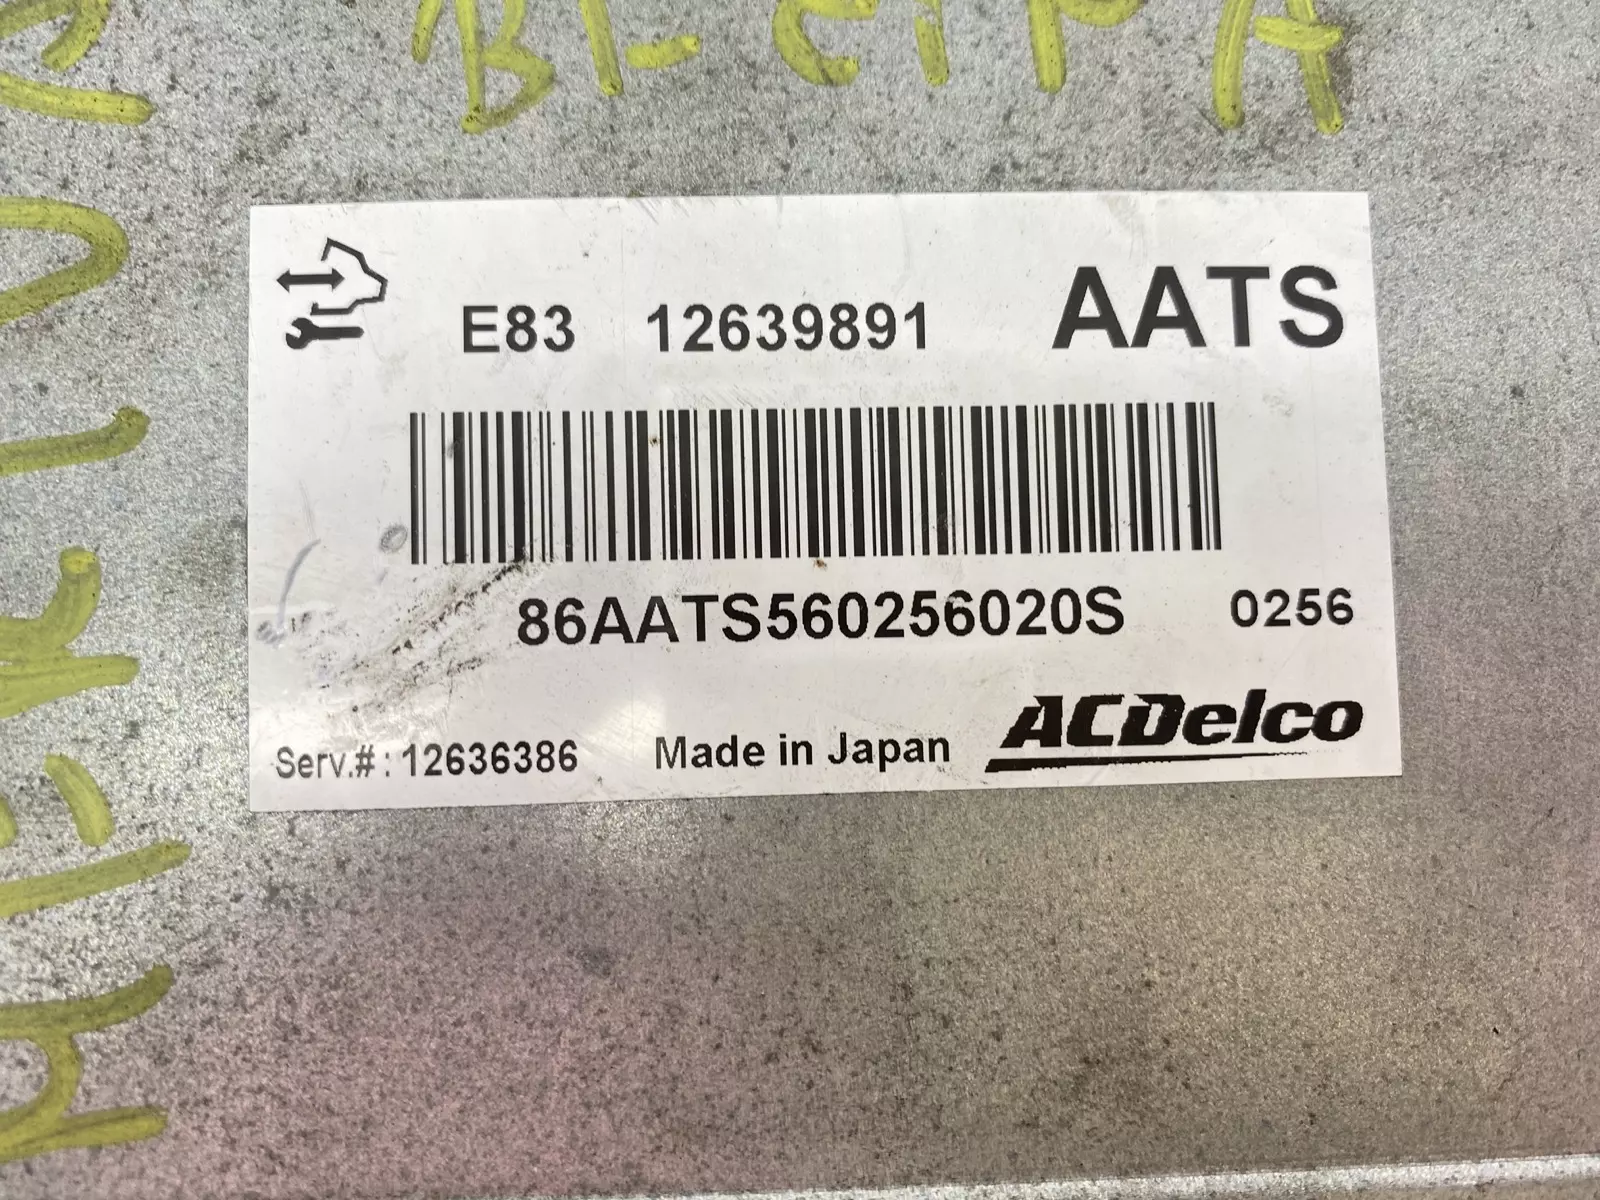 E83 12639891 AATS
86AATS560256020S 0256
Serv.#: 12636386 Made in Japan ACDelco